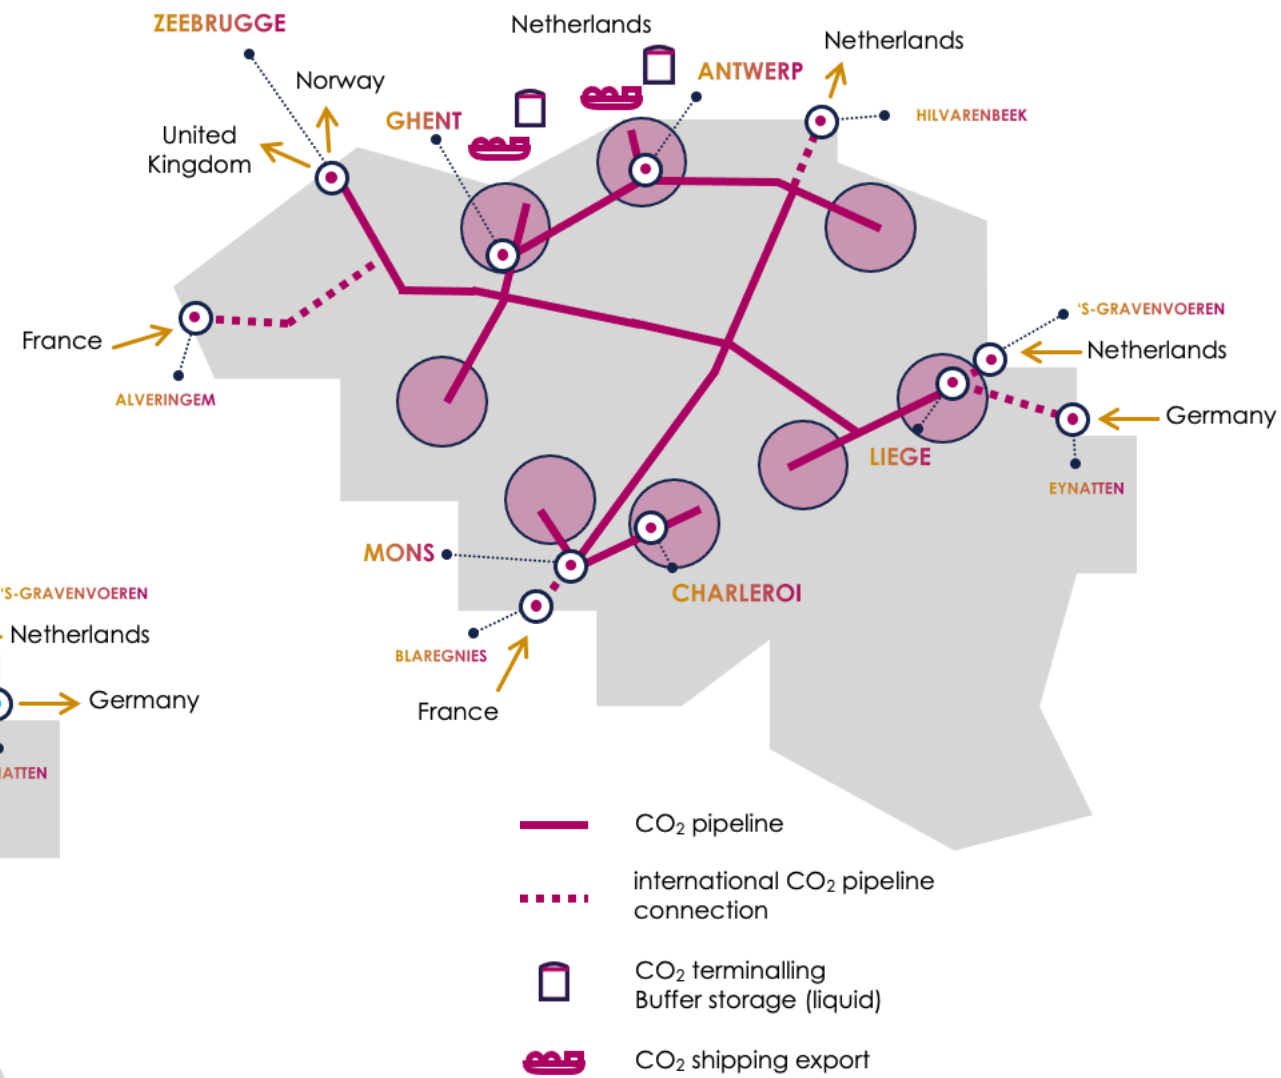 ZEEBRUGGE
Netherlands
Netherlands
Norway
ANTWERP
GHENT
HILVARENBEEK
United
Kingdom
'S-GRAVENVOEREN
France
Netherlands
ALVERINGEM
Germany
LIEGE
EYNATTEN
MONS
CHARLEROI
'S-GRAVENVOEREN
Netherlands
BLAREGNIES
Germany
France
ATTEN
CO₂ pipeline
international CO₂ pipeline
connection
CO₂ terminalling
Buffer storage (liquid)
CO₂ shipping export